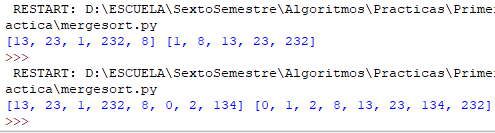 RESTART: D:\ESCUELA\SextoSemestre\Algoritmos\Practicas\Prime
actica\mergesort.py
[13, 23, 1, 232, 8] [1, 8, 13, 23, 232]
>>>
RESTART: D:\ESCUELA\SextoSemestre\Algoritmos\Practicas\Prime
actica\mergesort.py
[13, 23, 1, 232, 8, 0, 2, 134] [0, 1, 2, 8, 13, 23, 134, 232]
>>>